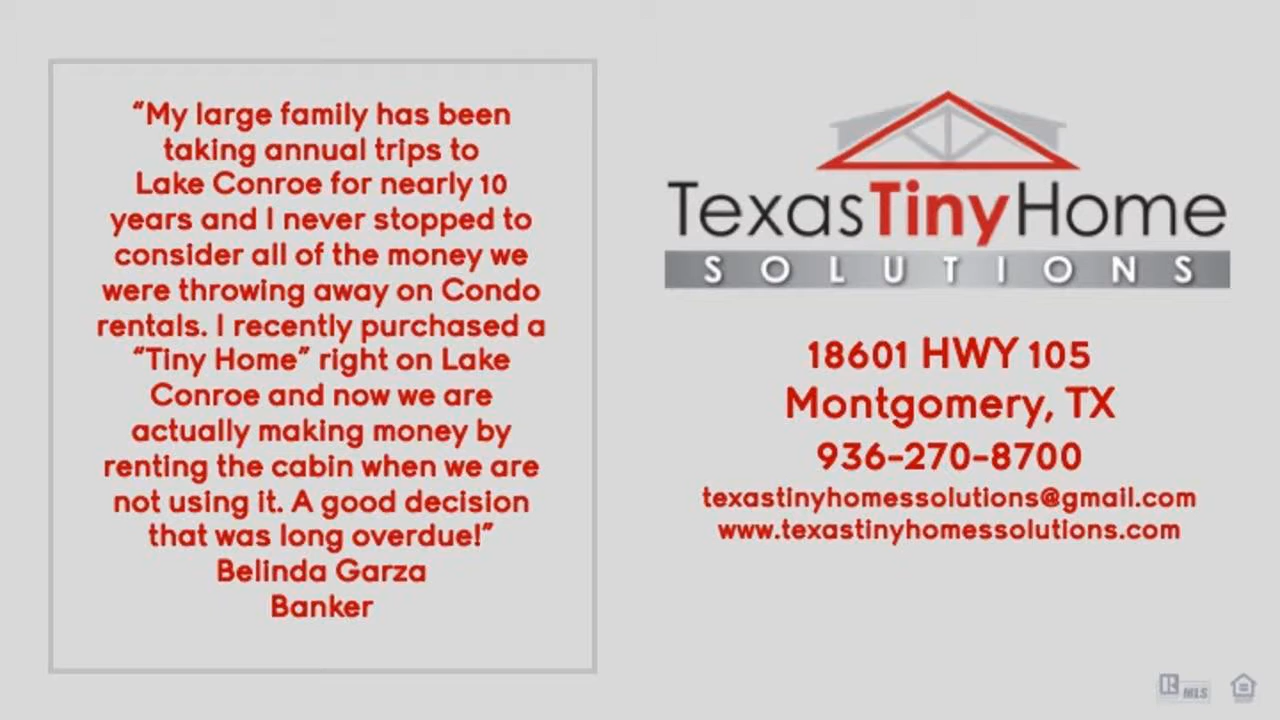 “My large family has been
taking annual trips to
Lake Conroe for nearly 10
years and I never stopped to
consider all of the money we
were throwing away on Condo
rentals. I recently purchased a
“Tiny Home” right on Lake
Conroe and now we are
actually making money by
renting the cabin when we are
not using it. A good decision
that was long overdue!”
Belinda Garza
Banker
TexasTinyHome
SOLUTIONS
18601 HWY 105
Montgomery, TX
936-270-8700
texastinyhomessolutions@gmail.com
www.texastinyhomessolutions.com
R MLS